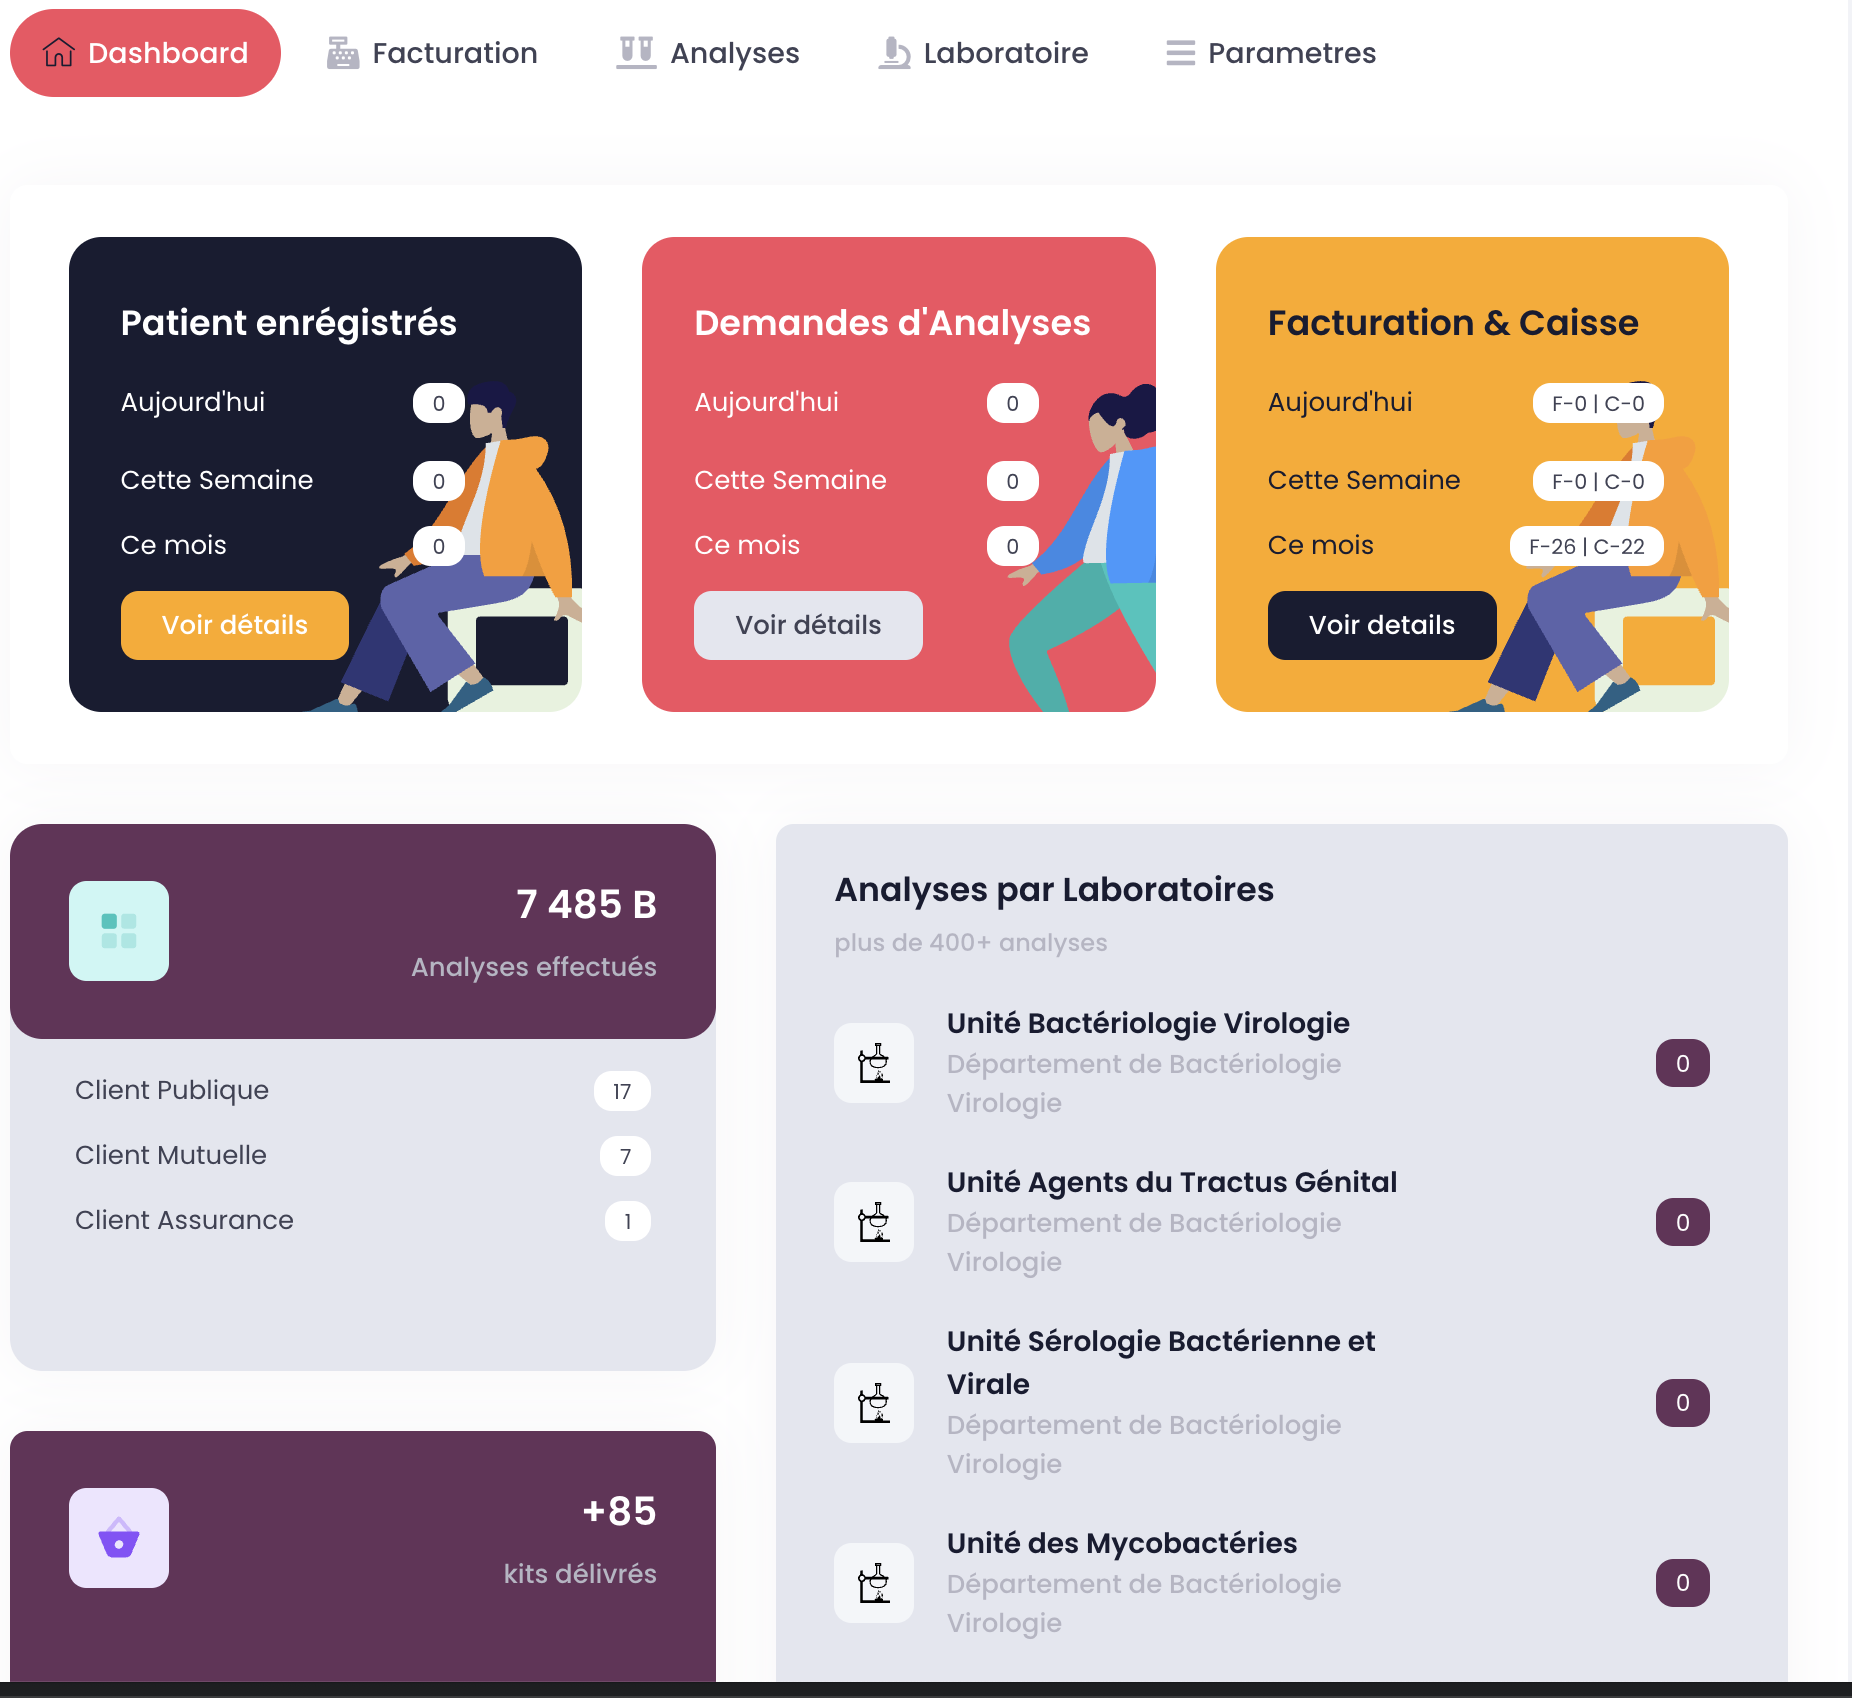 Dashboard
Facturation
Analyses
Laboratoire
Parametres
Patient enrégistrés
Aujourd'hui 0
Cette Semaine 0
Ce mois 0
Voir détails
Demandes d'Analyses
Aujourd'hui 0
Cette Semaine 0
Ce mois 0
Voir détails
Facturation & Caisse
Aujourd'hui F-0 | C-0
Cette Semaine F-0 | C-0
Ce mois F-26 | C-22
Voir details
7 485 B
Analyses effectués
Client Publique 17
Client Mutuelle 7
Client Assurance 1
+85
kits délivrés
Analyses par Laboratoires
plus de 400+ analyses
Unité Bactériologie Virologie
Département de Bactériologie
Virologie
0
Unité Agents du Tractus Génital
Département de Bactériologie
Virologie
0
Unité Sérologie Bactérienne et
Virale
Département de Bactériologie
Virologie
0
Unité des Mycobactéries
Département de Bactériologie
Virologie
0